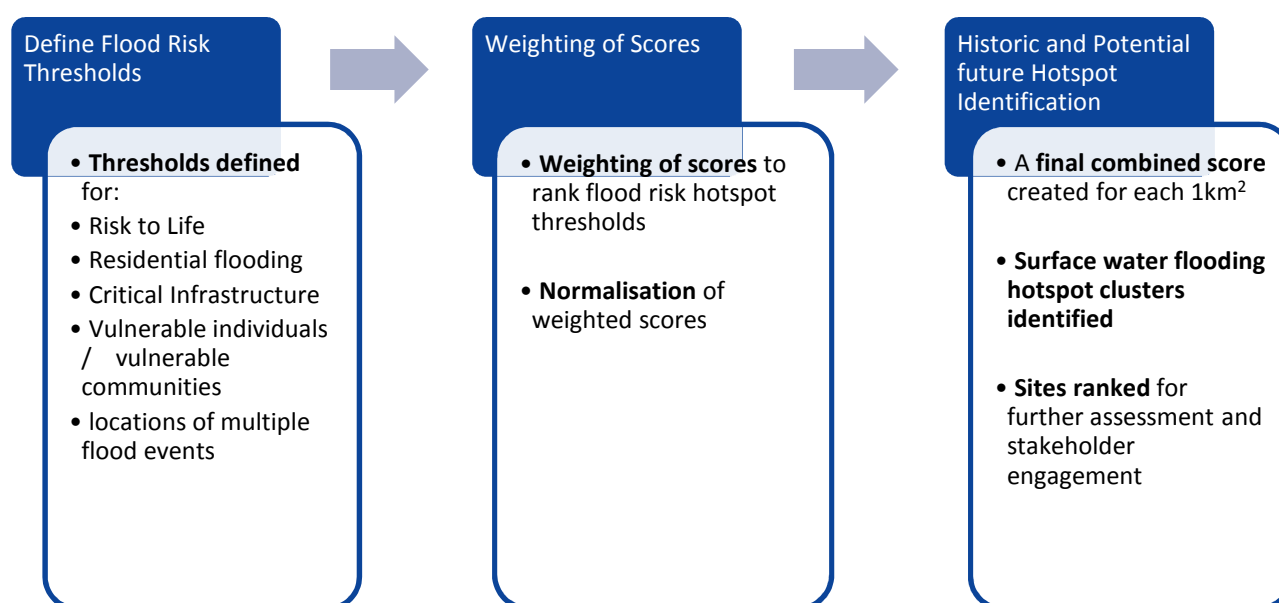 Define Flood Risk
Thresholds
• Thresholds defined
for:
• Risk to Life
• Residential flooding
• Critical Infrastructure
• Vulnerable individuals
/ vulnerable
communities
• locations of multiple
flood events
Weighting of Scores
• Weighting of scores to
rank flood risk hotspot
thresholds
• Normalisation of
weighted scores
Historic and Potential
future Hotspot
Identification
• A final combined score
created for each 1km²
• Surface water flooding
hotspot clusters
identified
• Sites ranked for
further assessment and
stakeholder
engagement